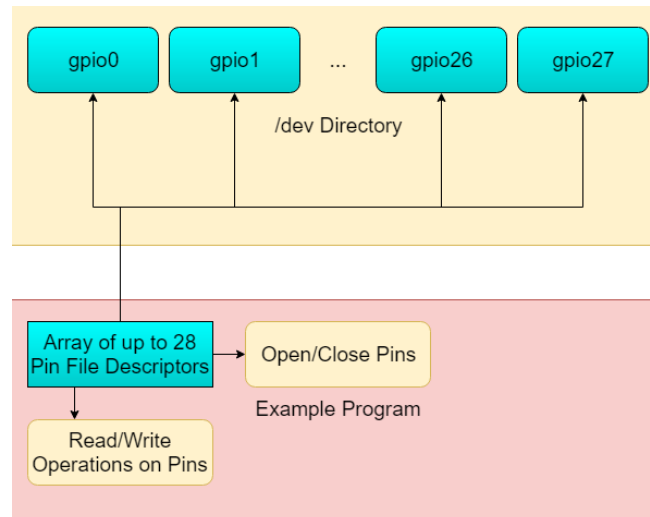 gpio0
gpio1
...
gpio26
gpio27
/dev Directory
Array of up to 28
Pin File Descriptors
Open/Close Pins
Example Program
Read/Write
Operations on Pins